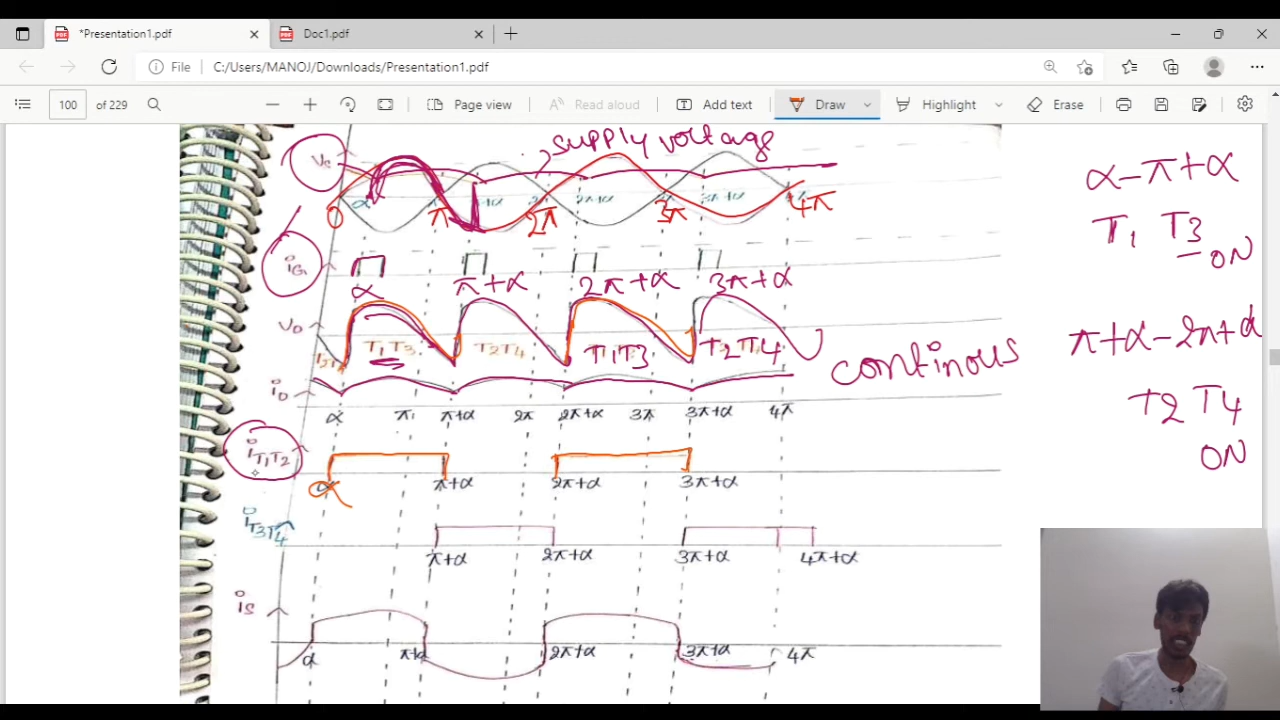 *Presentation1.pdf
Doc1.pdf
File C:/Users/MANOJ/Downloads/Presentation1.pdf
100 of 229
Page view
Read aloud
Add text
Draw
Highlight
Erase
supply voltage
Vs
0 α π 2π 2π+α 3π 3π+α 4π
iG
α π+α 2π+α 3π+α
Vo
T1T3 T2T4 T1T3 T2T4
continous
io
α π π+α 2π 2π+α 3π 3π+α 4π
iT1T2
α π+α 2π+α 3π+α
iT3T4
π+α 2π+α 3π+α 4π+α
is
α π+α 2π+α 3π+α 4π
α-π+α
T1 T3
ON
π+α-2π+α
T2 T4
ON